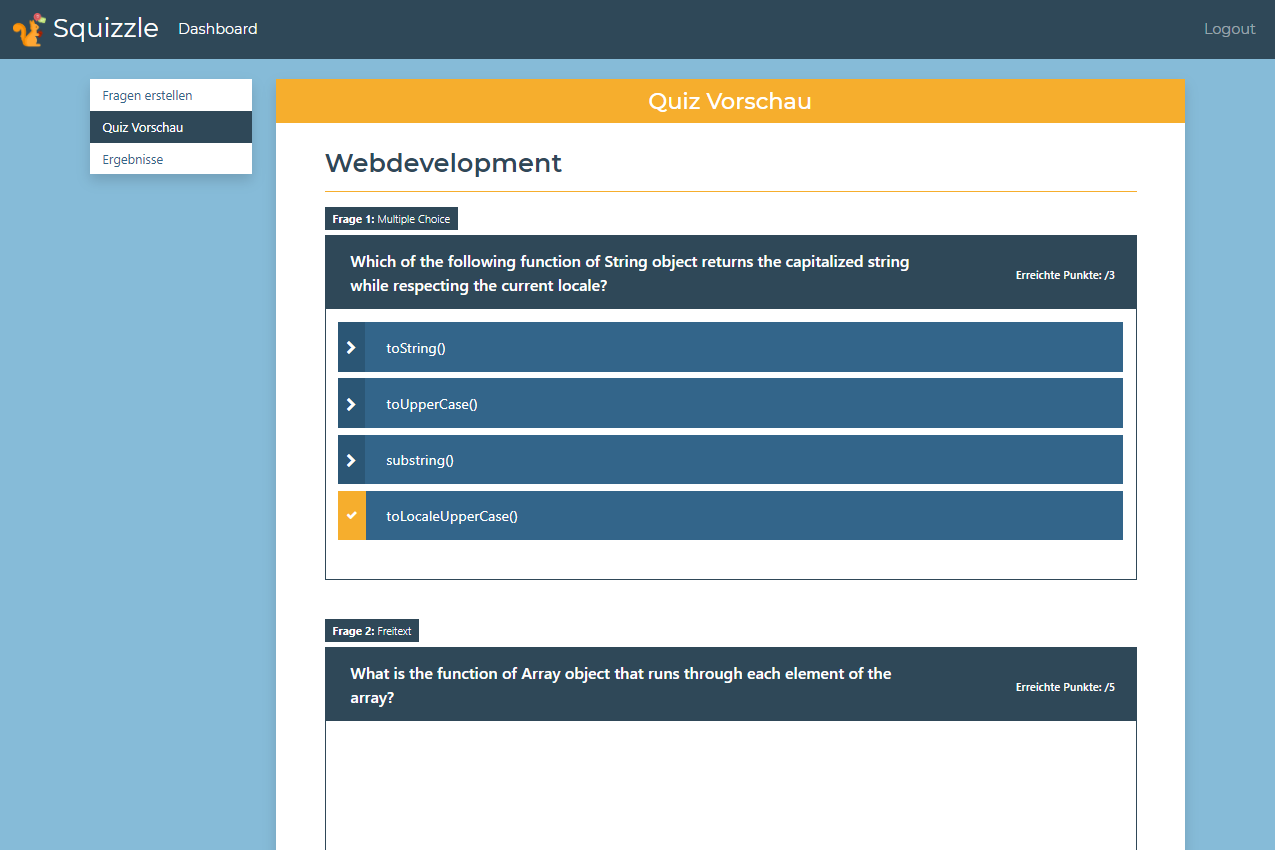 Squizzle Dashboard Logout
Fragen erstellen
Quiz Vorschau
Ergebnisse
Quiz Vorschau
Webdevelopment
Frage 1: Multiple Choice
Which of the following function of String object returns the capitalized string
while respecting the current locale?
Erreichte Punkte: /3
toString()
toUpperCase()
substring()
toLocaleUpperCase()
Frage 2: Freitext
What is the function of Array object that runs through each element of the
array?
Erreichte Punkte: /5